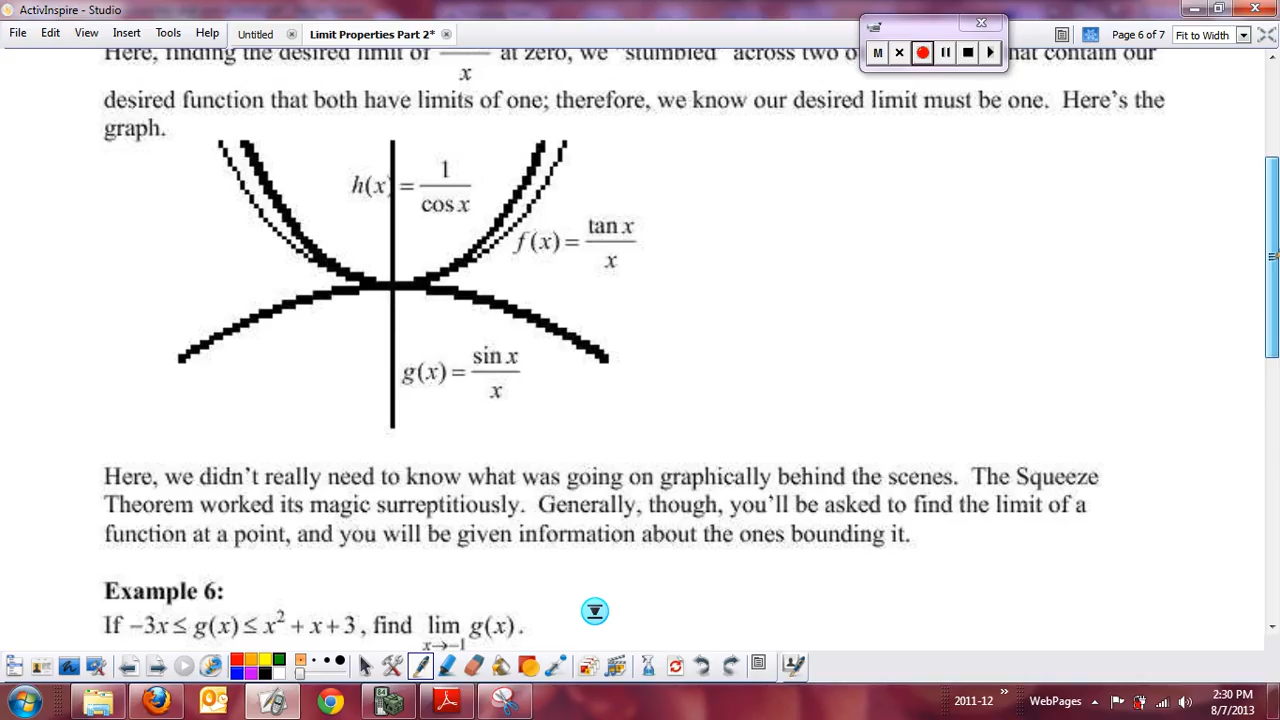 ActivInspire - Studio
File Edit View Insert Tools Help Untitled Limit Properties Part 2* Page 6 of 7 Fit to Width
M
Here, finding the desired limit of at zero, we "stumbled" across two hat contain our
x
desired function that both have limits of one; therefore, we know our desired limit must be one. Here's the
graph.
h(x) = 1 / cos x
f(x) = tan x / x
g(x) = sin x / x
Here, we didn't really need to know what was going on graphically behind the scenes. The Squeeze
Theorem worked its magic surreptitiously. Generally, though, you'll be asked to find the limit of a
function at a point, and you will be given information about the ones bounding it.
Example 6:
If −3x ≤ g(x) ≤ x² + x + 3, find lim g(x).
x→−1
2011-12 » WebPages 2:30 PM
8/7/2013